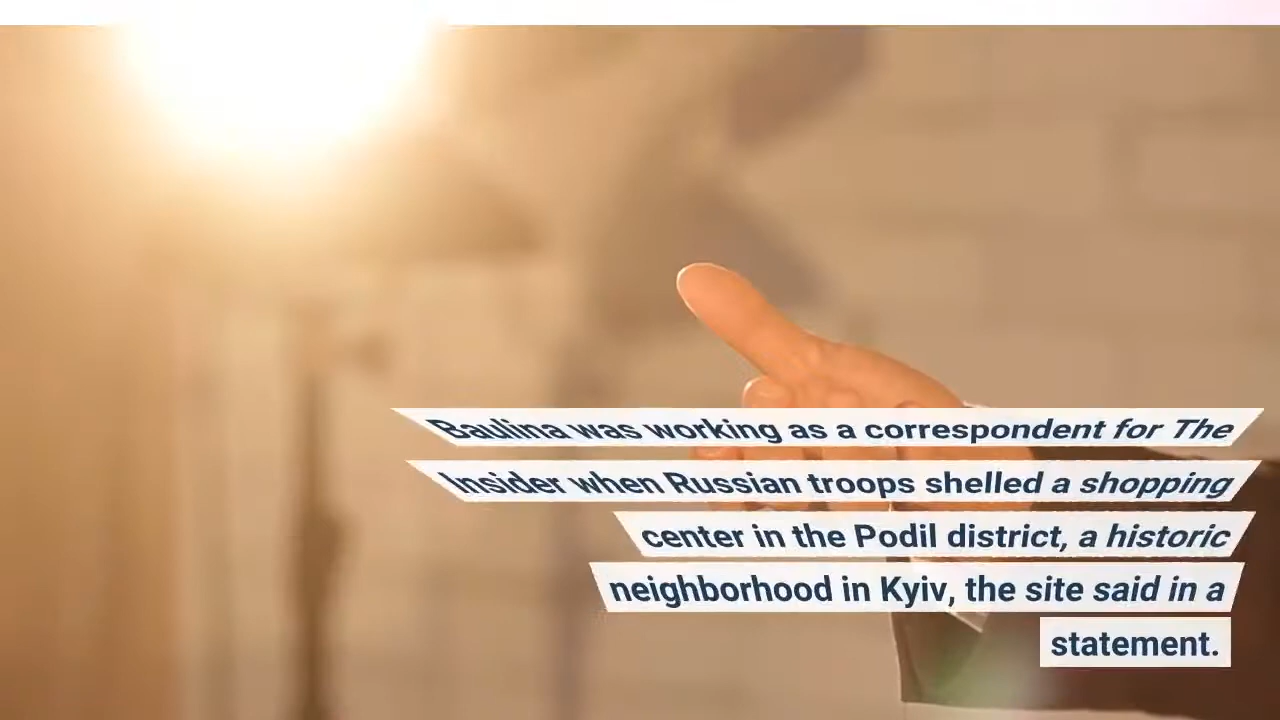 Baulina was working as a correspondent for The
Insider when Russian troops shelled a shopping
center in the Podil district, a historic
neighborhood in Kyiv, the site said in a
statement.